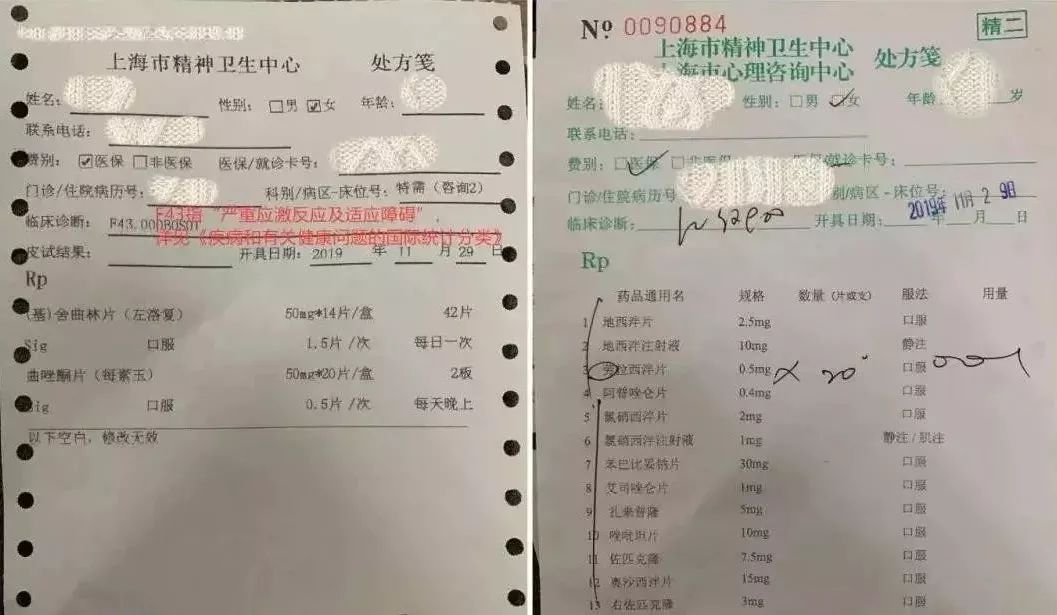 上海市精神卫生中心 处方笺
姓名: 性别: □男 ☑女 年龄:
联系电话:
费别: ☑医保 □非医保 医保/就诊卡号:
门诊/住院病历号: 科别/病区-床位号: 特需(咨询2)
F43指“严重应激反应及适应障碍”,
临床诊断: F43.000B0S01
详见《疾病和有关健康问题的国际统计分类》
皮试结果: 开具日期: 2019 年 11 月 29 日
Rp
(基)舍曲林片(左洛复) 50mg*14片/盒 42片
Sig 口服 1.5片/次 每日一次
曲唑酮片(每素玉) 50mg*20片/盒 2板
Sig 口服 0.5片/次 每天晚上
以下空白, 修改无效
Nº 0090884 精二
上海市精神卫生中心
上海市心理咨询中心 处方笺
姓名: 性别: □男 ☑女 年龄 岁
联系电话:
费别: ☑医保 □ 就诊卡号:
门诊/住院病历号 别/病区-床位号
临床诊断: 开具日期: 2019年 11月 29日
年 月 日
Rp
药品通用名 规格 数量(片或支) 服法 用量
1 地西泮片 2.5mg 口服
2 地西泮注射液 10mg 静注
3 劳拉西泮片 0.5mg × 20 口服
4 阿普唑仑片 0.4mg 口服
5 氯硝西泮片 2mg 口服
6 氯硝西泮注射液 1mg 静注/肌注
7 苯巴比妥钠片 30mg 口服
8 艾司唑仑片 1mg 口服
9 扎来普隆 5mg 口服
10 唑吡坦片 10mg 口服
11 佐匹克隆 7.5mg 口服
12 奥沙西泮片 15mg 口服
13 右佐匹克隆 3mg 口服